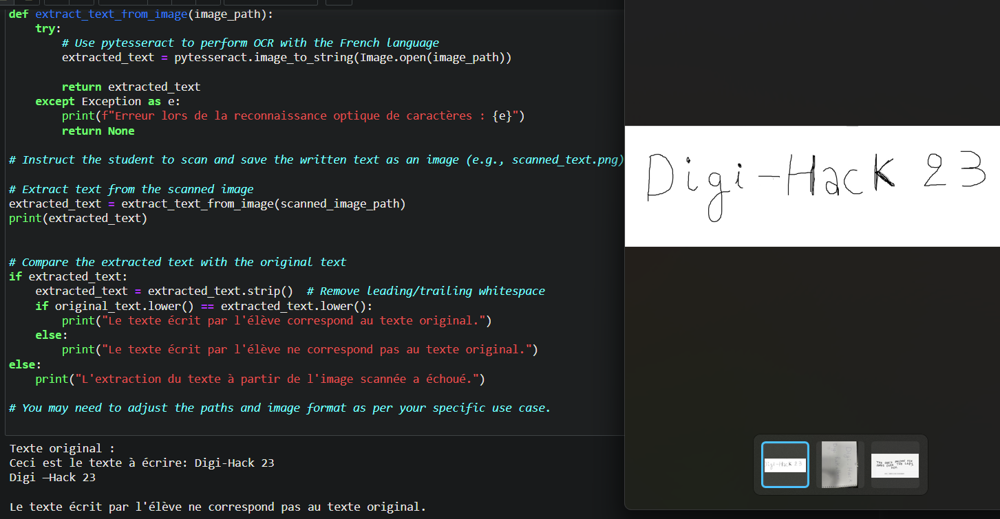 def extract_text_from_image(image_path):
    try:
        # Use pytesseract to perform OCR with the French language
        extracted_text = pytesseract.image_to_string(Image.open(image_path))
        return extracted_text
    except Exception as e:
        print(f"Erreur lors de la reconnaissance optique de caractères : {e}")
        return None
# Instruct the student to scan and save the written text as an image (e.g., scanned_text.png)
# Extract text from the scanned image
extracted_text = extract_text_from_image(scanned_image_path)
print(extracted_text)
# Compare the extracted text with the original text
if extracted_text:
    extracted_text = extracted_text.strip()  # Remove leading/trailing whitespace
    if original_text.lower() == extracted_text.lower():
        print("Le texte écrit par l'élève correspond au texte original.")
    else:
        print("Le texte écrit par l'élève ne correspond pas au texte original.")
else:
    print("L'extraction du texte à partir de l'image scannée a échoué.")
# You may need to adjust the paths and image format as per your specific use case.
Texte original :
Ceci est le texte à écrire: Digi-Hack 23
Digi —Hack 23
Le texte écrit par l'élève ne correspond pas au texte original.
Digi-Hack 23
Digi-Hack 23
THE QUICK BROWN FOX
JUMPS OVER THE LAZY
DOG